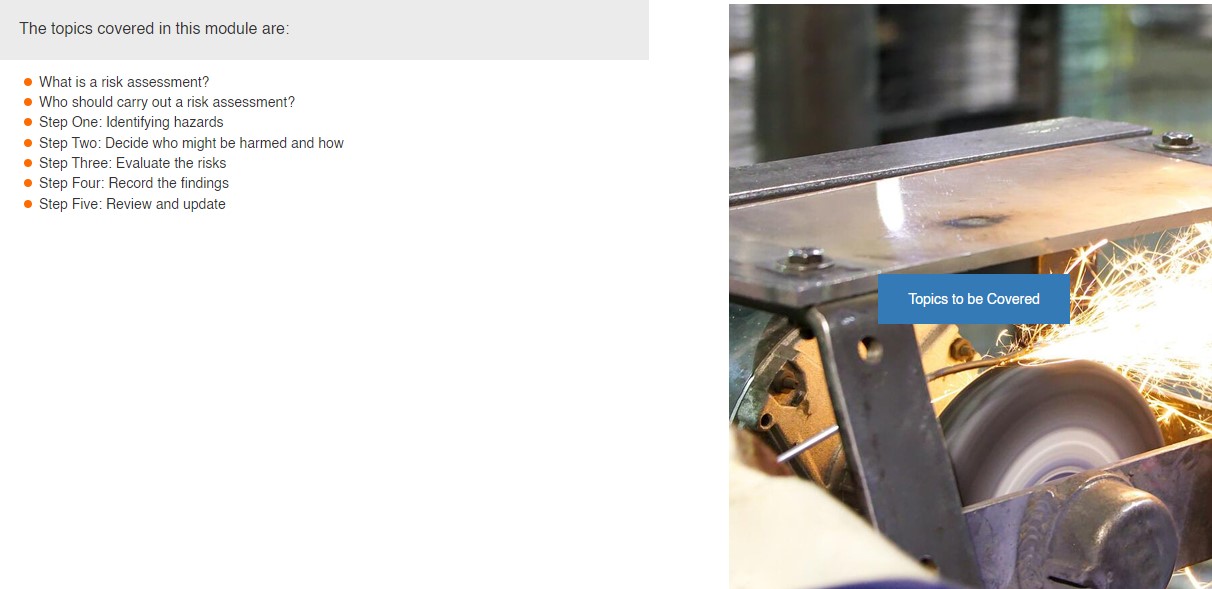 The topics covered in this module are:
What is a risk assessment?
Who should carry out a risk assessment?
Step One: Identifying hazards
Step Two: Decide who might be harmed and how
Step Three: Evaluate the risks
Step Four: Record the findings
Step Five: Review and update
Topics to be Covered